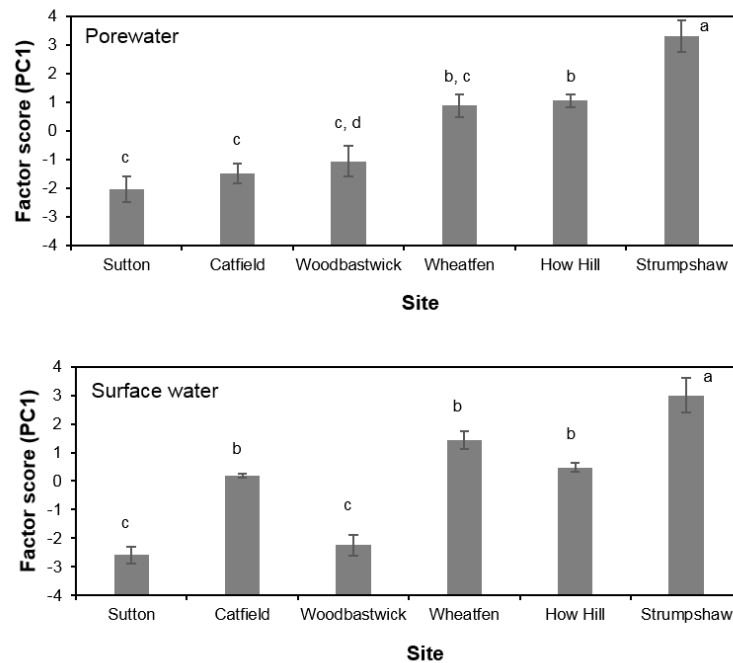 Porewater
Factor score (PC1)
4
3
2
1
0
-1
-2
-3
-4
c
c
c, d
b, c
b
a
Sutton Catfield Woodbastwick Wheatfen How Hill Strumpshaw
Site
Surface water
Factor score (PC1)
4
3
2
1
0
-1
-2
-3
-4
c
b
c
b
b
a
Sutton Catfield Woodbastwick Wheatfen How Hill Strumpshaw
Site